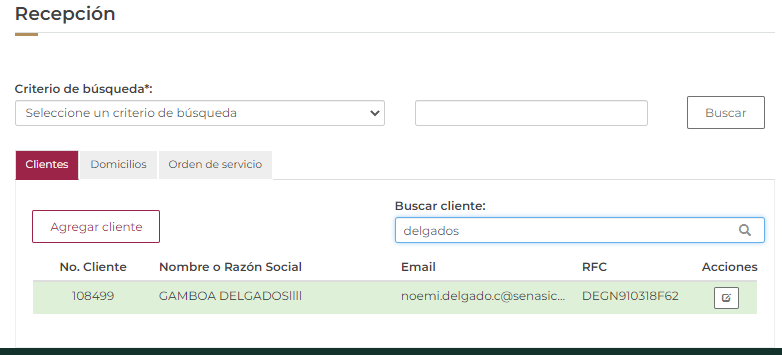 Recepción
Criterio de búsqueda*:
Seleccione un criterio de búsqueda
Buscar
Clientes Domicilios Orden de servicio
Buscar cliente:
Agregar cliente
delgados
No. Cliente Nombre o Razón Social Email RFC Acciones
108499 GAMBOA DELGADOSllll noemi.delgado.c@senasic... DEGN910318F62